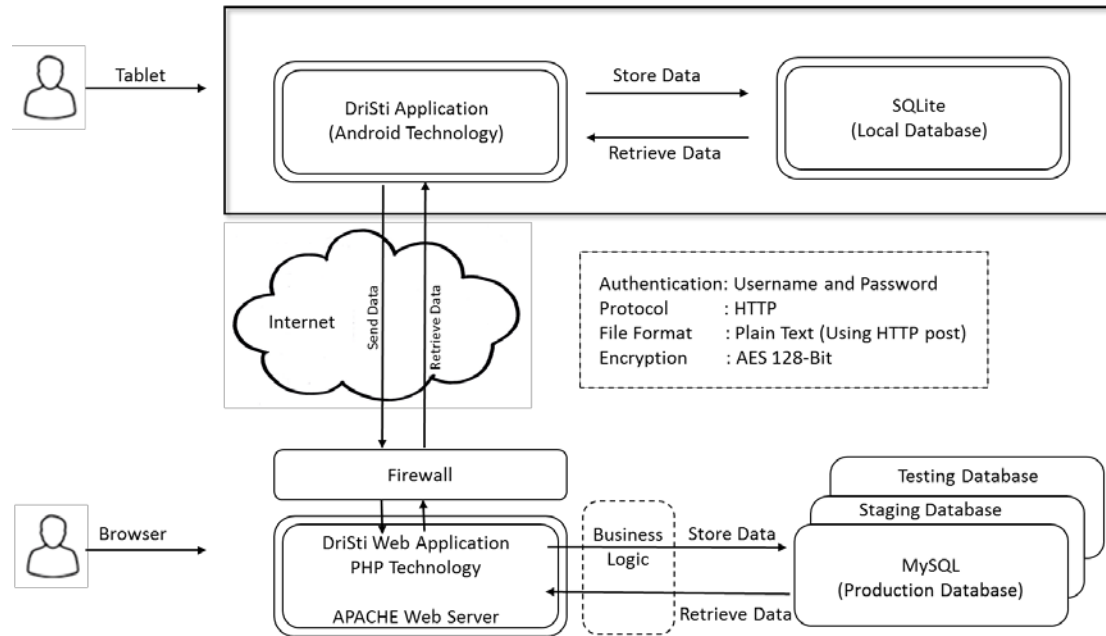 Tablet
DriSti Application
(Android Technology)
Store Data
Retrieve Data
SQLite
(Local Database)
Internet
Send Data
Retrieve Data
Authentication: Username and Password
Protocol : HTTP
File Format : Plain Text (Using HTTP post)
Encryption : AES 128-Bit
Firewall
Browser
DriSti Web Application
PHP Technology
APACHE Web Server
Business
Logic
Store Data
Retrieve Data
Testing Database
Staging Database
MySQL
(Production Database)